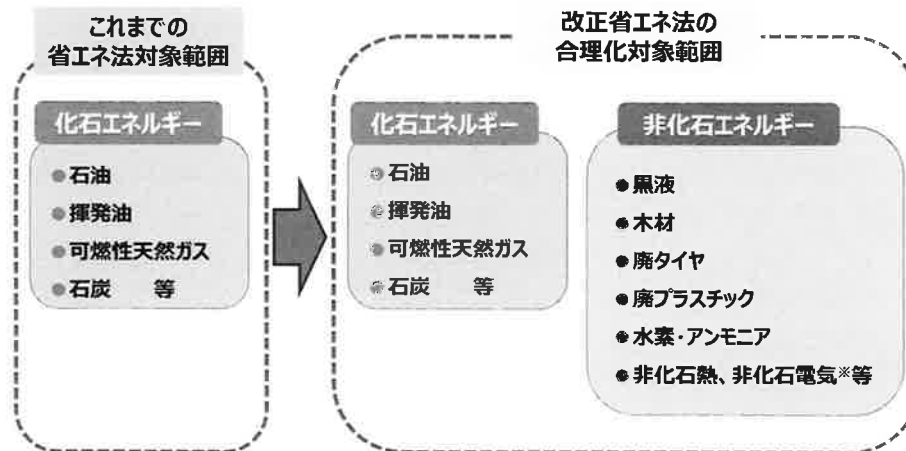 これまでの
省エネ法対象範囲
化石エネルギー
●石油
●揮発油
●可燃性天然ガス
●石炭　等
改正省エネ法の
合理化対象範囲
化石エネルギー
●石油
●揮発油
●可燃性天然ガス
●石炭　等
非化石エネルギー
●黒液
●木材
●廃タイヤ
●廃プラスチック
●水素・アンモニア
●非化石熱、非化石電気※等